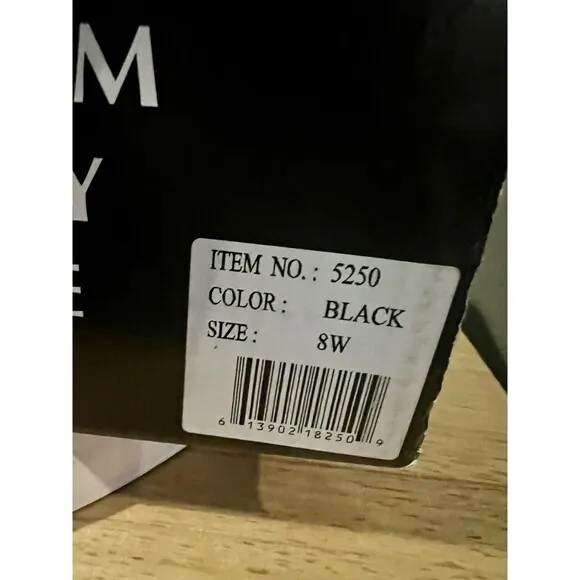 M
Y
E
ITEM NO.: 5250
COLOR: BLACK
SIZE: 8W
6 13902 18250 9